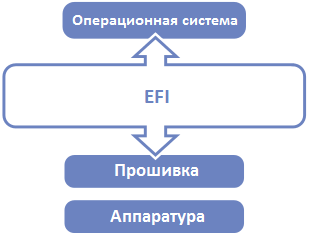 Операционная система
EFI
Прошивка
Аппаратура